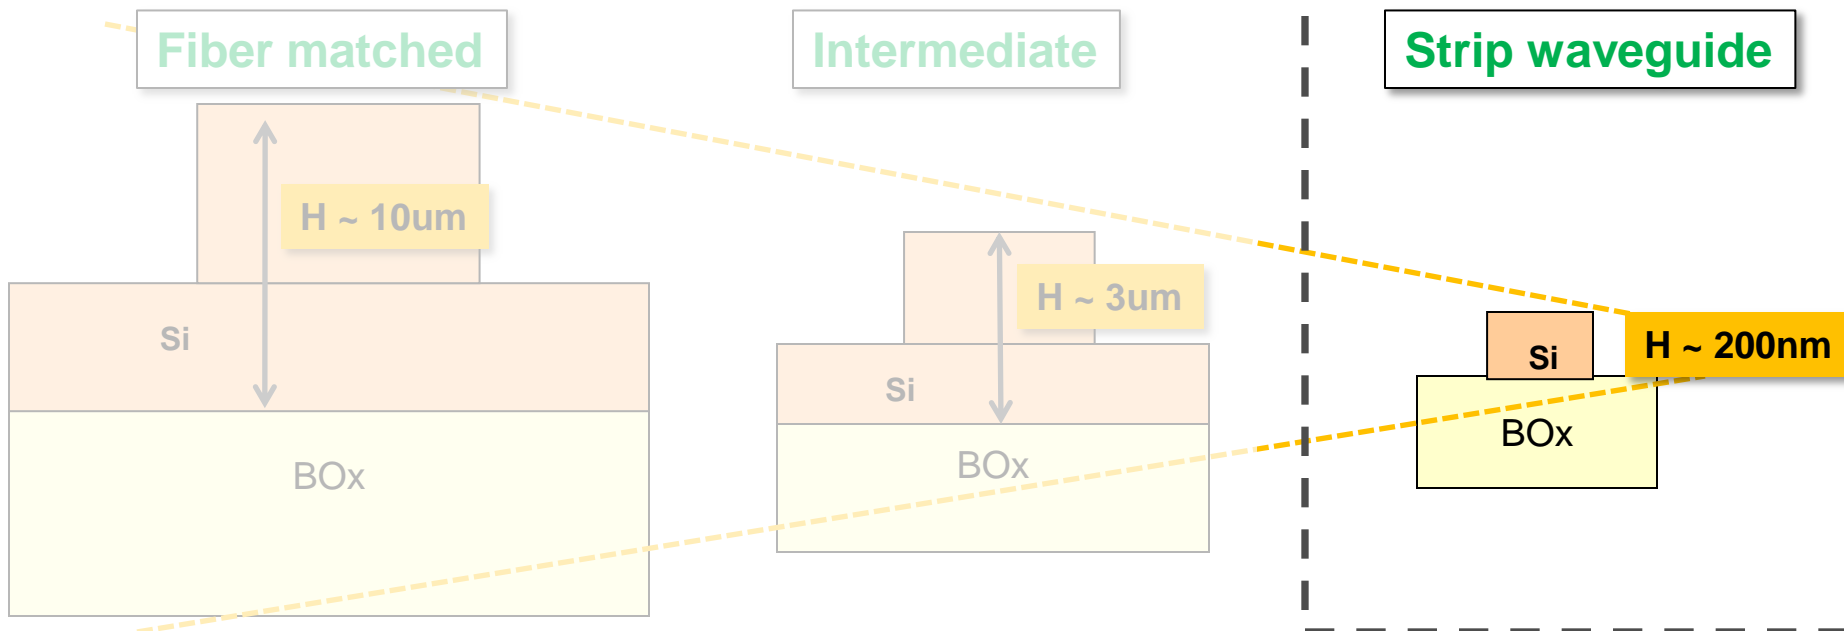 Fiber matched
Intermediate
Strip waveguide
H ~ 10um
H ~ 3um
H ~ 200nm
Si
Si
Si
BOx
BOx
BOx